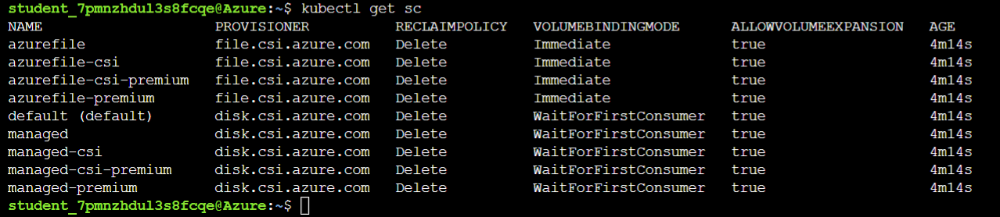 student_7pmnzhdul3s8fcqe@Azure:~$ kubectl get sc
NAME                    PROVISIONER          RECLAIMPOLICY   VOLUMEBINDINGMODE      ALLOWVOLUMEEXPANSION   AGE
azurefile               file.csi.azure.com   Delete          Immediate              true                   4m14s
azurefile-csi           file.csi.azure.com   Delete          Immediate              true                   4m14s
azurefile-csi-premium   file.csi.azure.com   Delete          Immediate              true                   4m14s
azurefile-premium       file.csi.azure.com   Delete          Immediate              true                   4m14s
default (default)       disk.csi.azure.com   Delete          WaitForFirstConsumer   true                   4m14s
managed                 disk.csi.azure.com   Delete          WaitForFirstConsumer   true                   4m14s
managed-csi             disk.csi.azure.com   Delete          WaitForFirstConsumer   true                   4m14s
managed-csi-premium     disk.csi.azure.com   Delete          WaitForFirstConsumer   true                   4m14s
managed-premium         disk.csi.azure.com   Delete          WaitForFirstConsumer   true                   4m14s
student_7pmnzhdul3s8fcqe@Azure:~$